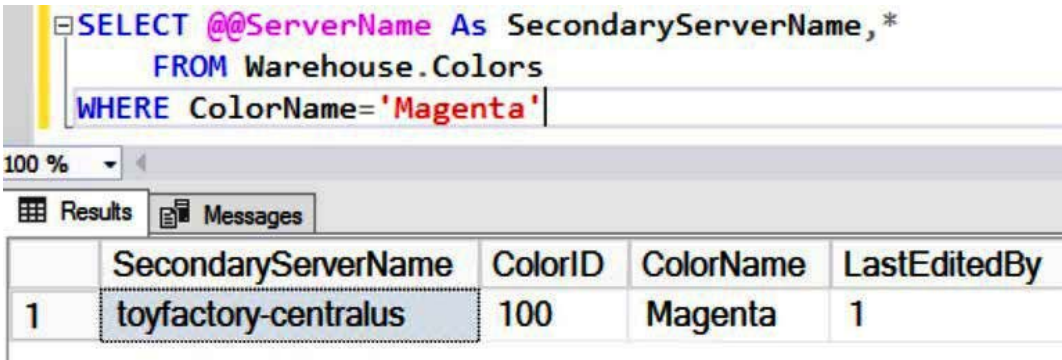 SELECT @@ServerName As SecondaryServerName,*
FROM Warehouse.Colors
WHERE ColorName='Magenta'
100 %
Results Messages
SecondaryServerName ColorID ColorName LastEditedBy
1 toyfactory-centralus 100 Magenta 1